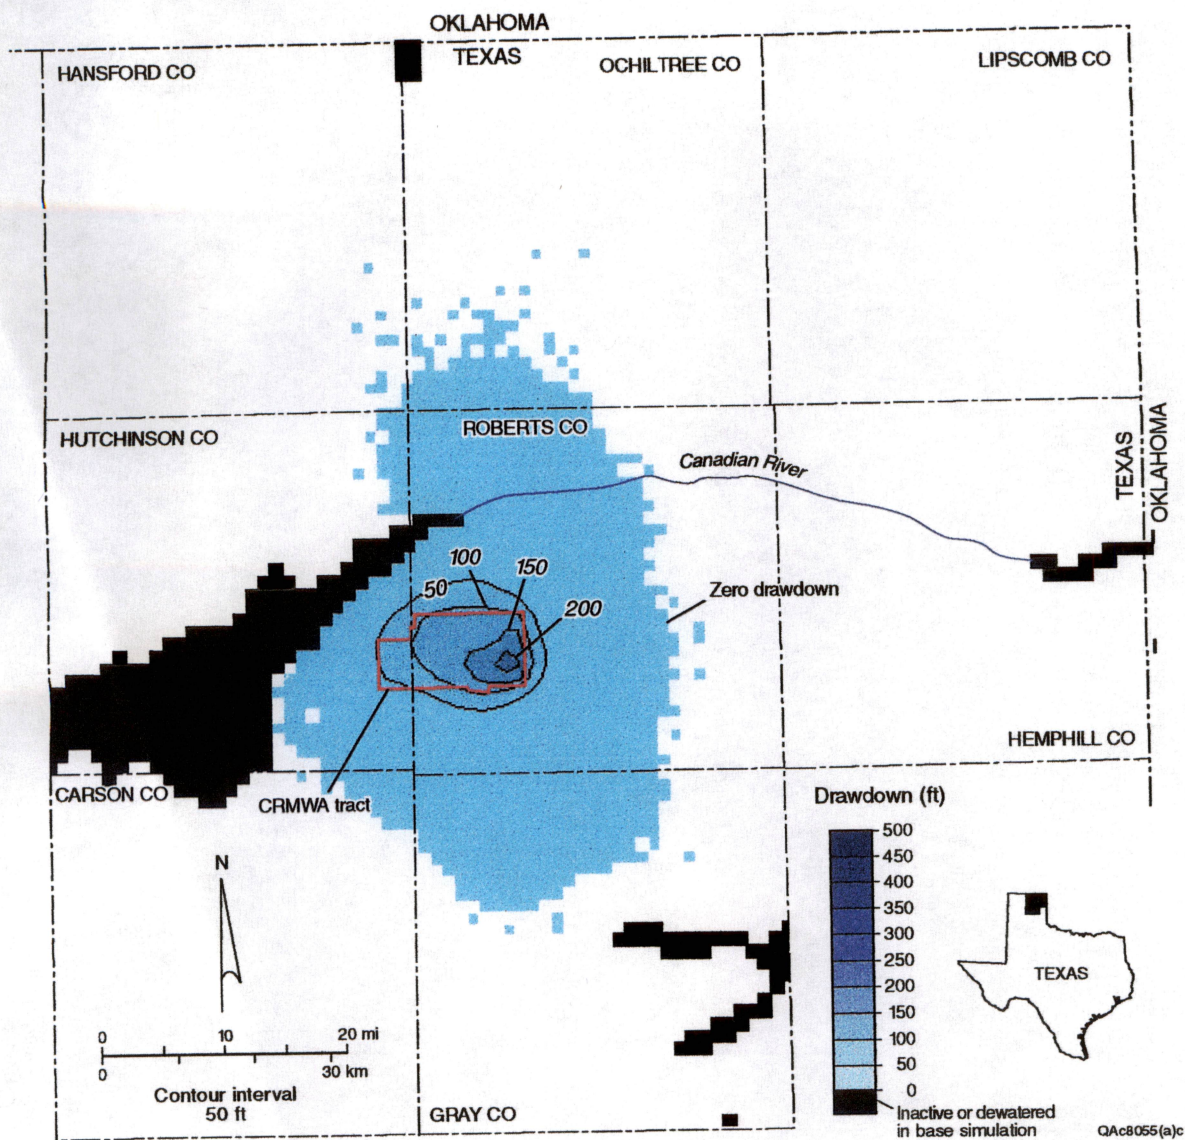 OKLAHOMA
TEXAS
HANSFORD CO
OCHILTREE CO
LIPSCOMB CO
HUTCHINSON CO
ROBERTS CO
Canadian River
TEXAS
OKLAHOMA
100
150
50
200
Zero drawdown
HEMPHILL CO
CARSON CO
CRMWA tract
Drawdown (ft)
500
450
400
350
300
250
200
150
100
50
0
Inactive or dewatered
in base simulation
TEXAS
N
0 10 20 mi
0 30 km
Contour interval
50 ft
GRAY CO
QAc8055(a)c